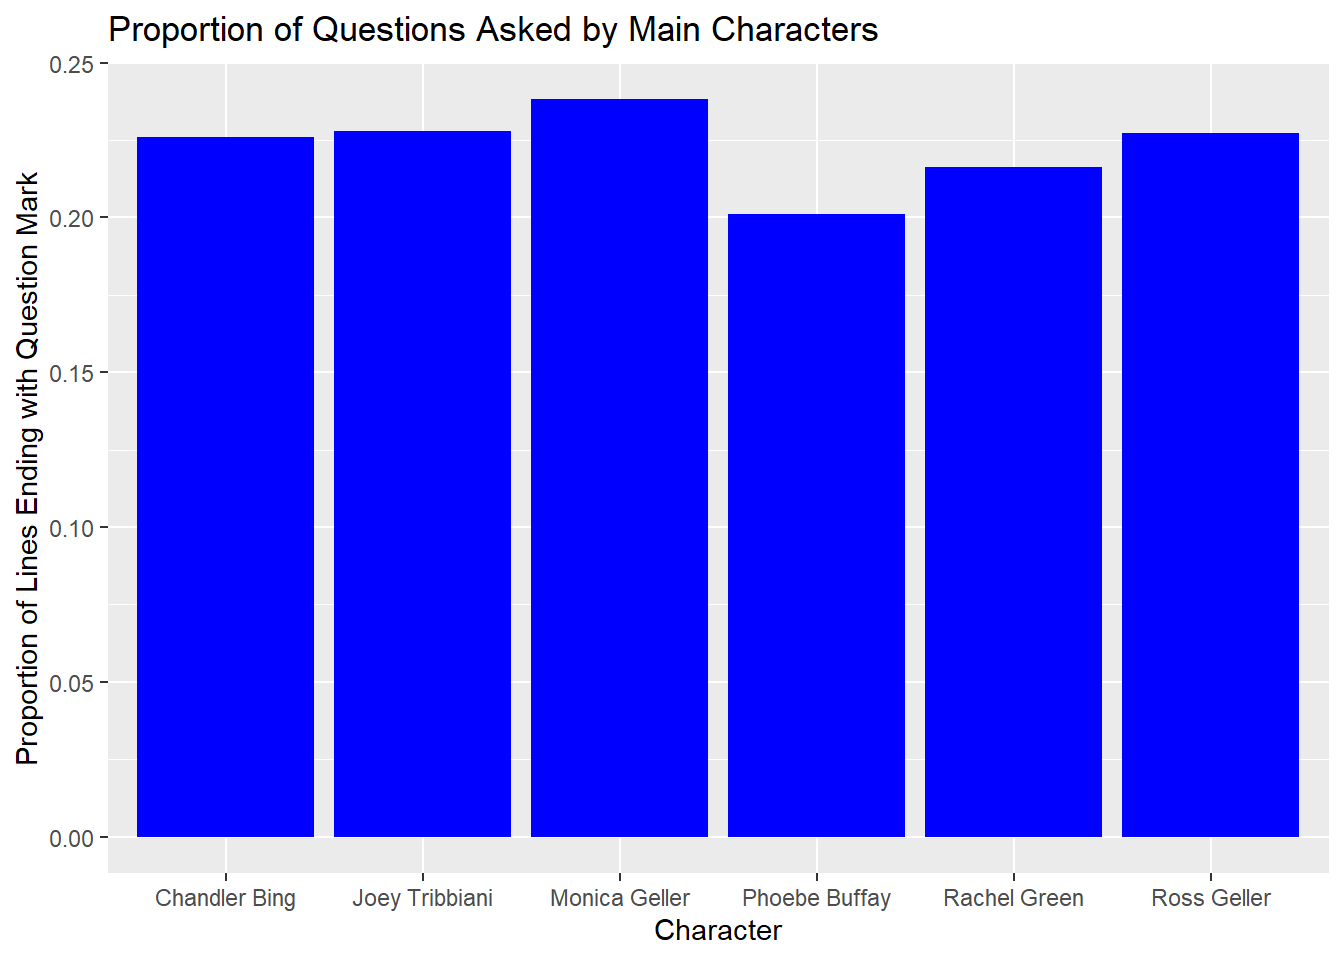 Proportion of Questions Asked by Main Characters
Proportion of Lines Ending with Question Mark
0.25
0.20
0.15
0.10
0.05
0.00
Chandler Bing
Joey Tribbiani
Monica Geller
Phoebe Buffay
Rachel Green
Ross Geller
Character